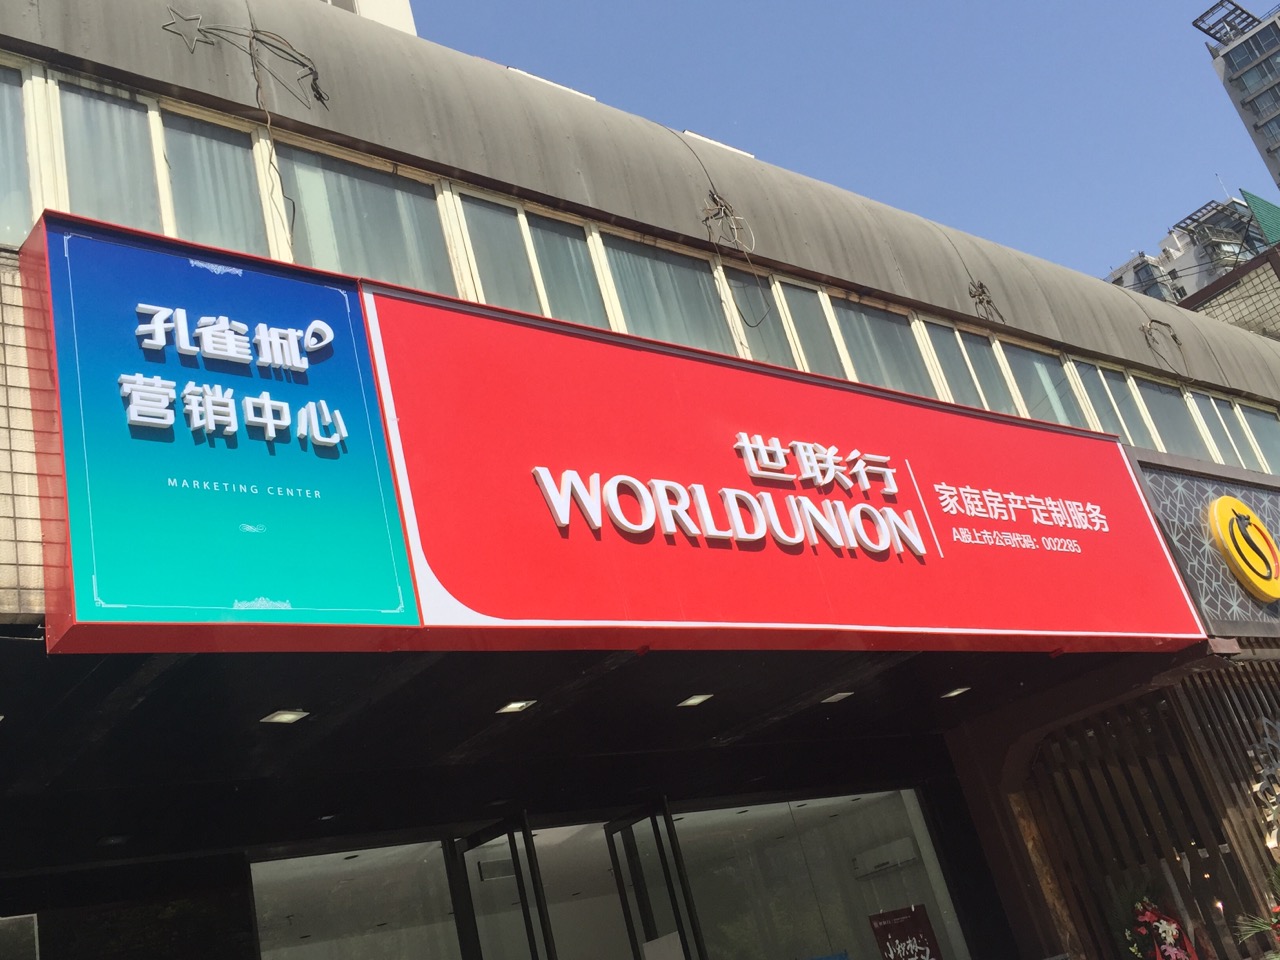 孔雀城
营销中心
MARKETING CENTER
世联行
WORLDUNION
家庭房产定制服务
A股上市公司代码：002285